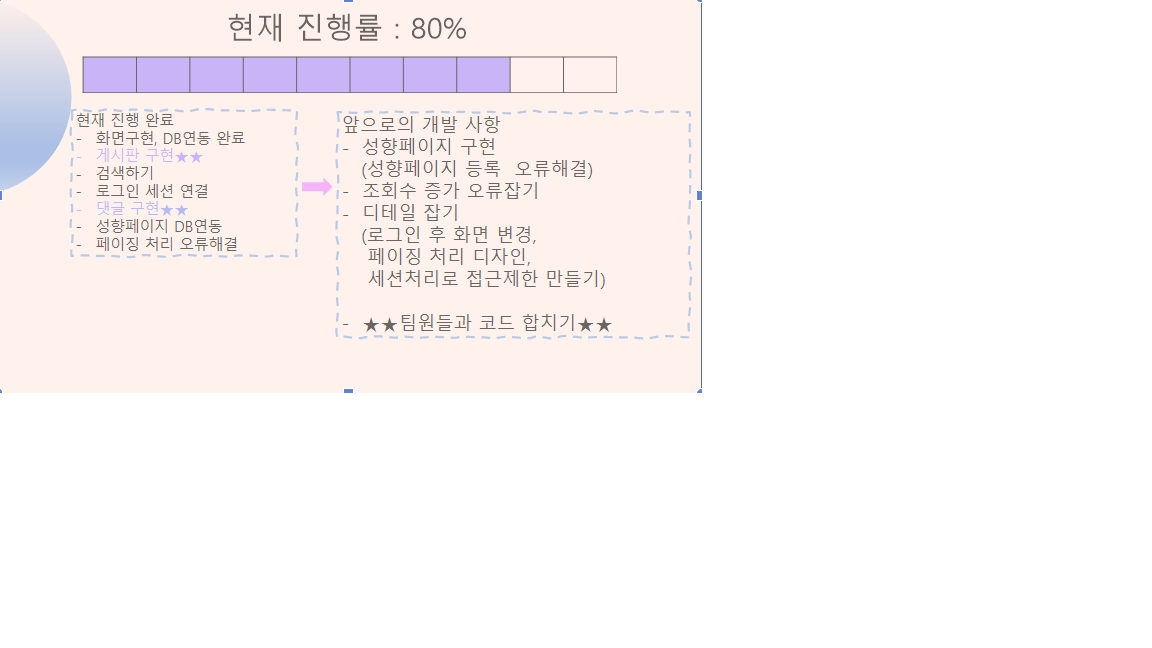 현재 진행률 : 80%
현재 진행 완료
- 화면구현, DB연동 완료
- 게시판 구현★★
- 검색하기
- 로그인 세션 연결
- 댓글 구현★★
- 성향페이지 DB연동
- 페이징 처리 오류해결
앞으로의 개발 사항
- 성향페이지 구현
(성향페이지 등록 오류해결)
- 조회수 증가 오류잡기
- 디테일 잡기
(로그인 후 화면 변경,
페이징 처리 디자인,
세션처리로 접근제한 만들기)
- ★★팀원들과 코드 합치기★★